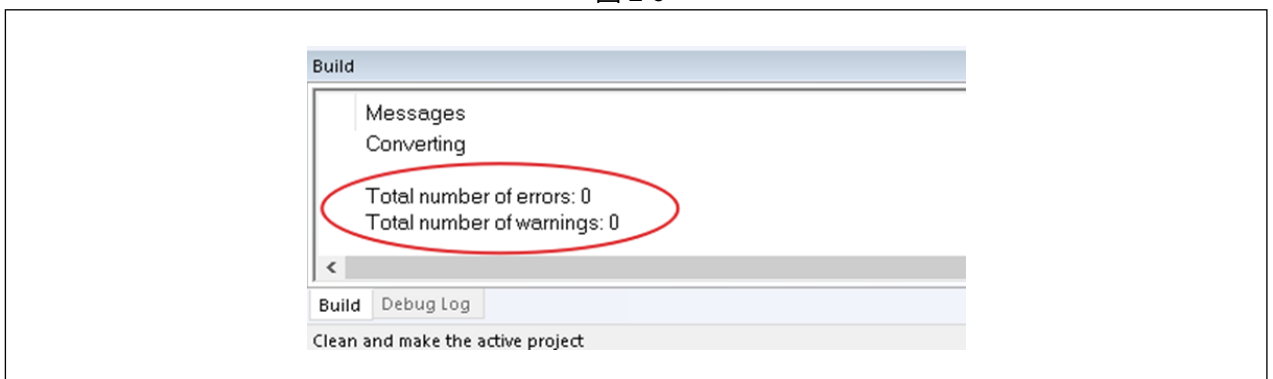 Build
Messages
Converting
Total number of errors: 0
Total number of warnings: 0
<
Build Debug Log
Clean and make the active project